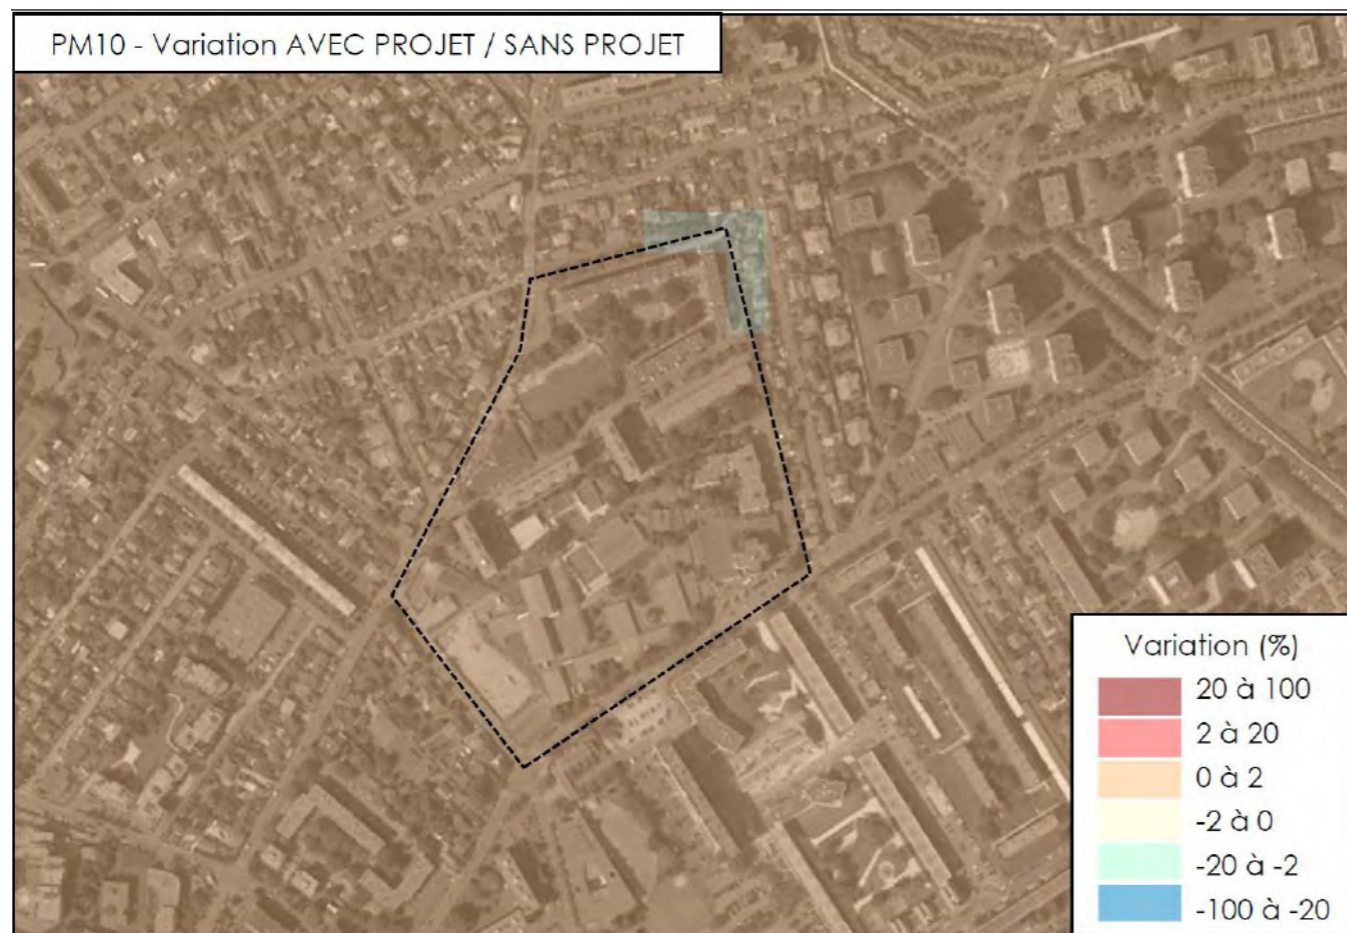 PM10 - Variation AVEC PROJET / SANS PROJET
Variation (%)
20 à 100
2 à 20
0 à 2
-2 à 0
-20 à -2
-100 à -20